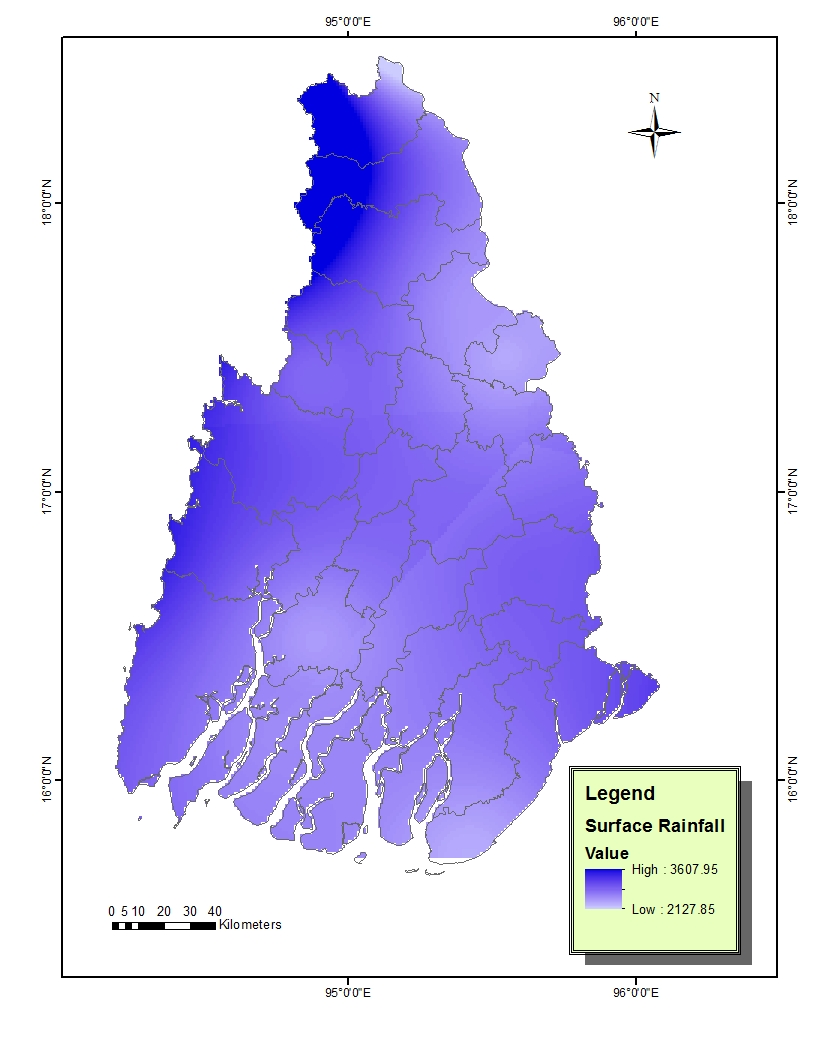 95°0'0"E 96°0'0"E
N
18°0'0"N 18°0'0"N
17°0'0"N 17°0'0"N
16°0'0"N 16°0'0"N
Legend
Surface Rainfall
Value
High : 3607.95
Low : 2127.85
0 5 10 20 30 40
Kilometers
95°0'0"E 96°0'0"E